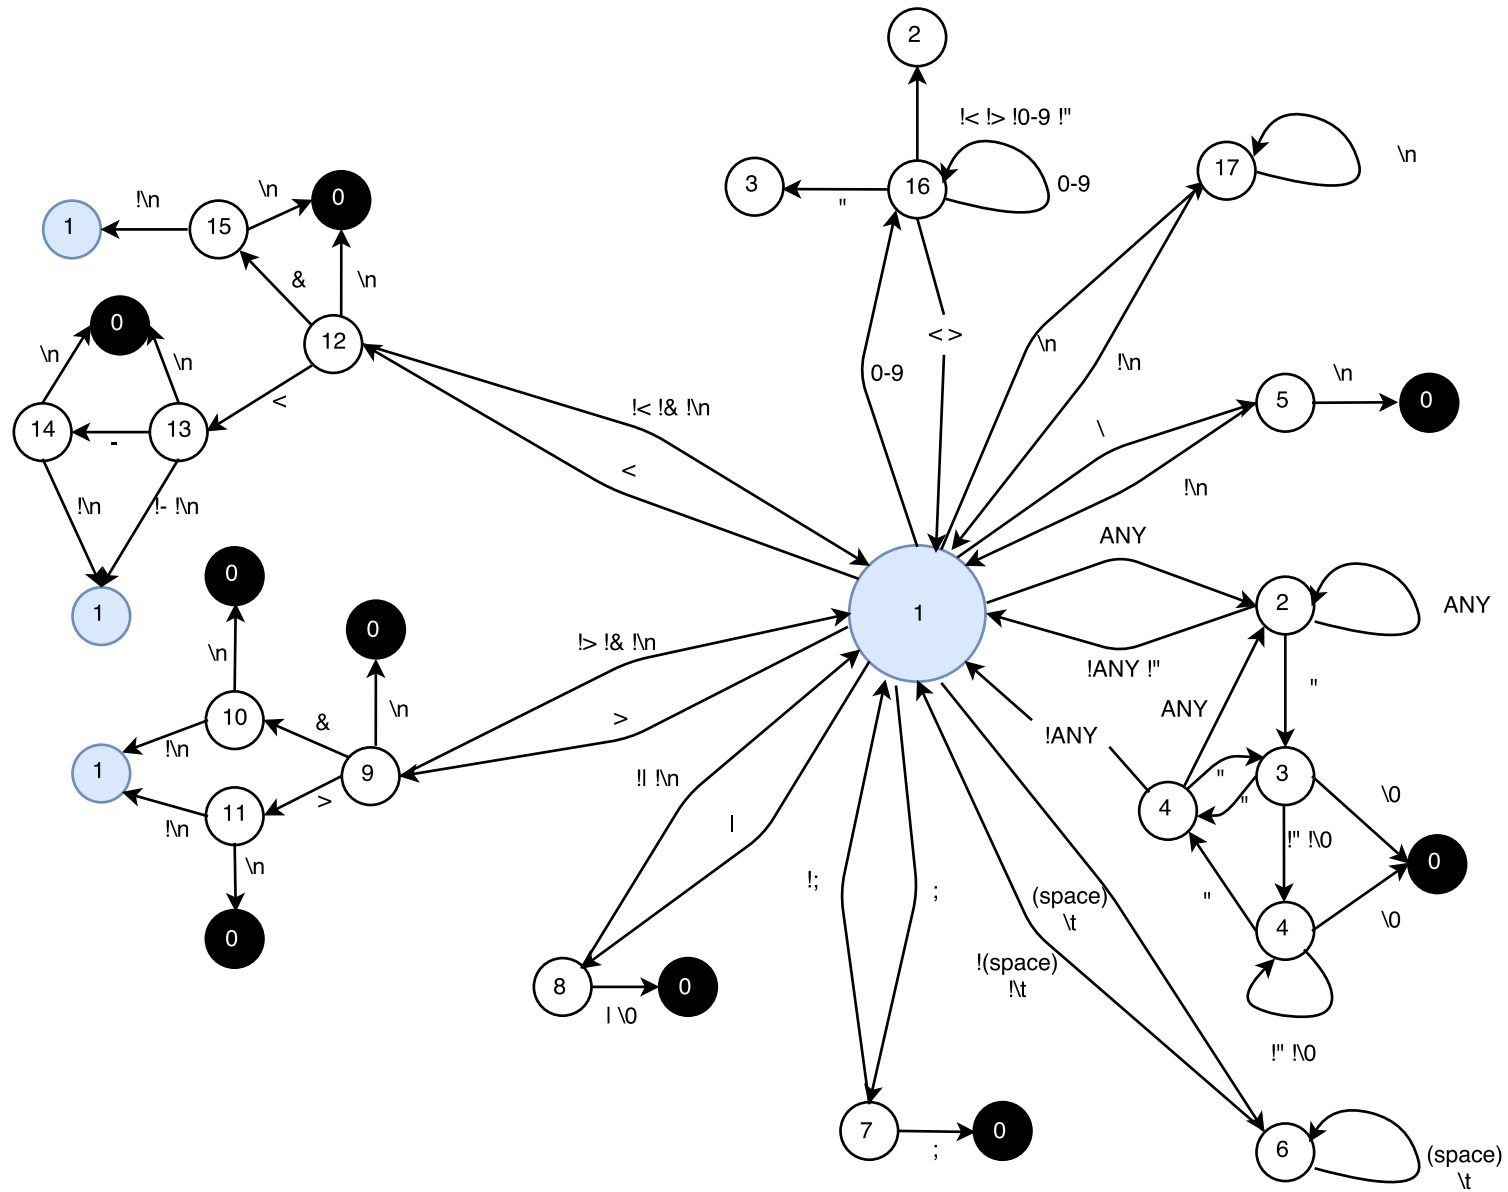 2
!< !> !0-9 !"
\n
17
3
16
0-9
"
!\n
\n
0
1
15
&
\n
0
12
\n
\n
<
14
-
13
!\n
!- !\n
1
!< !& !\n
<
0-9
< >
\n
!\n
\
5
\n
0
!\n
ANY
1
2
ANY
!ANY !"
"
ANY
!ANY
4
"
"
3
\0
!" !\0
0
"
4
\0
!" !\0
0
\n
0
!> !& !\n
>
10
&
\n
!\n
1
9
>
11
!\n
\n
0
!| !\n
|
8
0
| \0
!;
;
7
0
;
(space)
\t
!(space)
!\t
6
(space)
\t